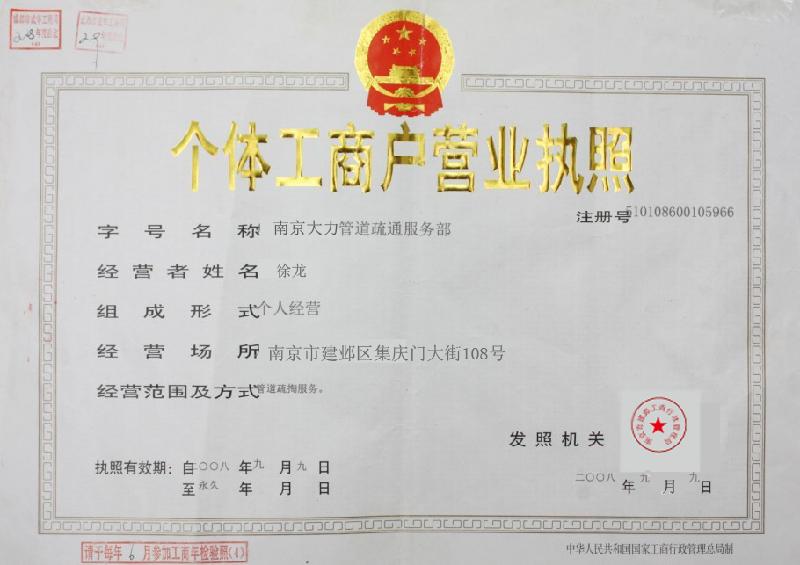 个体工商户营业执照
注册号 510108600105966
字号名称 南京大力管道疏通服务部
经营者姓名 徐龙
组成形式 个人经营
经营场所 南京市建邺区集庆门大街108号
经营范围及方式 管道疏掏服务。
发照机关
执照有效期：自二〇〇八年九月九日
至永久 年 月 日
二〇〇八年九月九日
请于每年6月参加工商年检验照(4)
中华人民共和国国家工商行政管理总局制